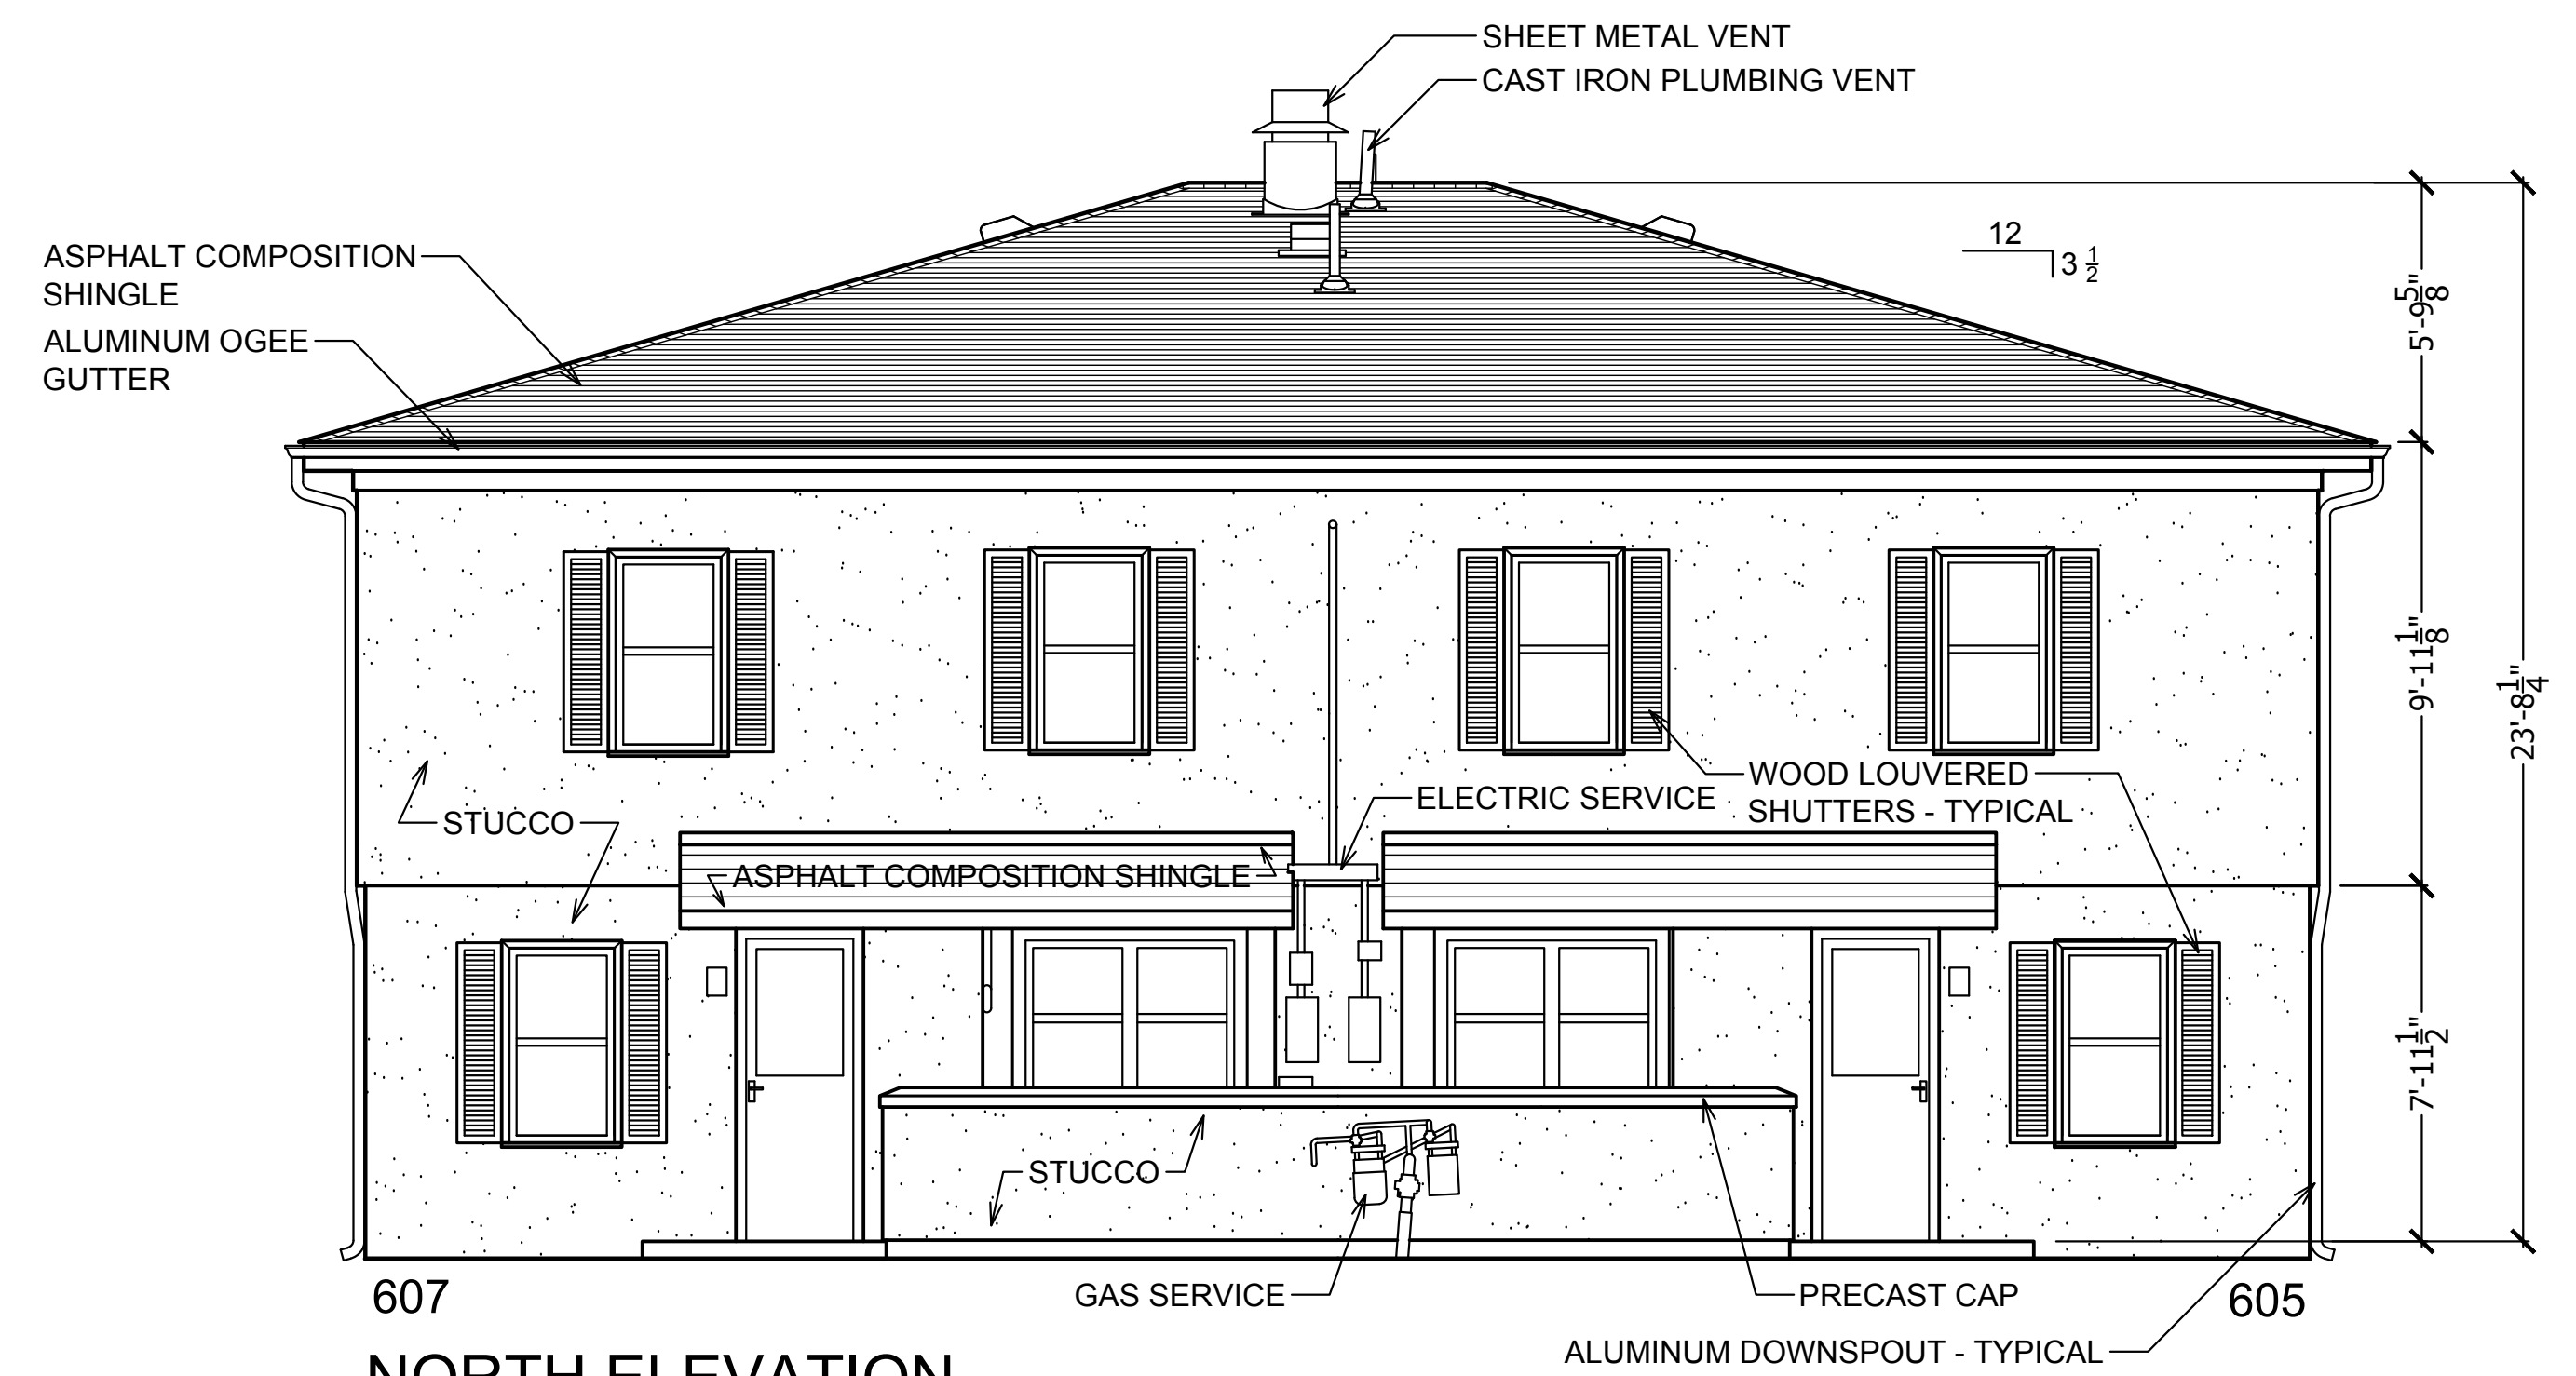 SHEET METAL VENT
CAST IRON PLUMBING VENT
ASPHALT COMPOSITION
SHINGLE
ALUMINUM OGEE
GUTTER
12
3 1/2
5'-9 5/8"
9'-11 1/8"
23'-8 1/4"
7'-11 1/2"
WOOD LOUVERED
SHUTTERS - TYPICAL
ELECTRIC SERVICE
STUCCO
ASPHALT COMPOSITION SHINGLE
STUCCO
GAS SERVICE
PRECAST CAP
607
605
NORTH ELEVATION
ALUMINUM DOWNSPOUT - TYPICAL